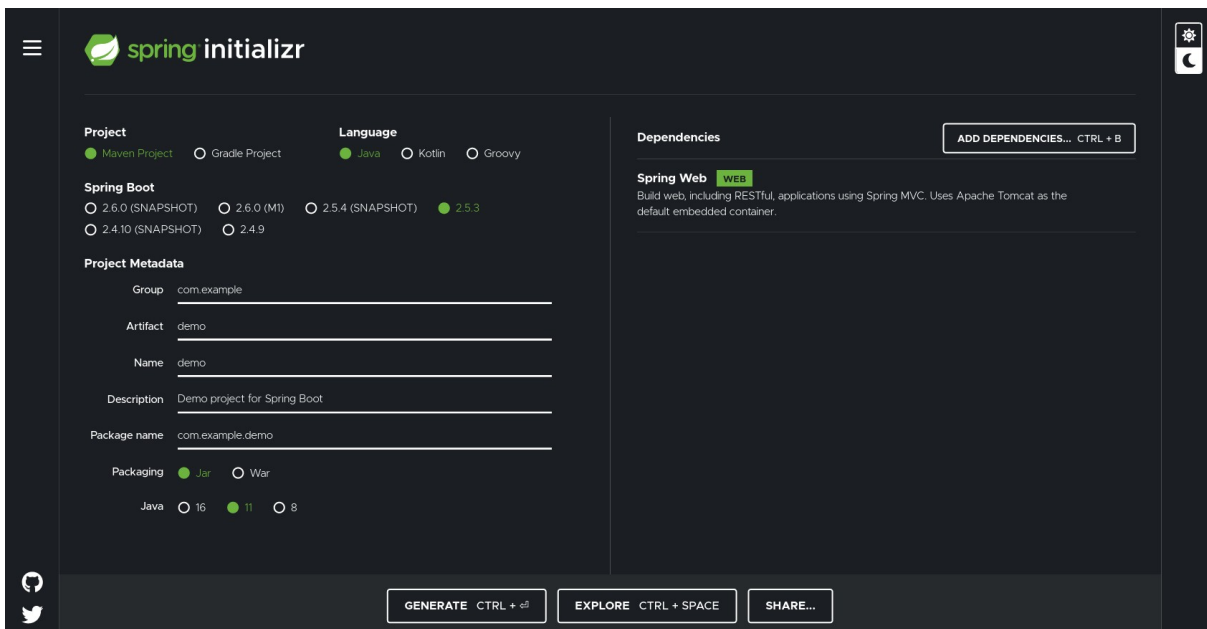 spring initializr
Project
Maven Project Gradle Project
Language
Java Kotlin Groovy
Spring Boot
2.6.0 (SNAPSHOT) 2.6.0 (M1) 2.5.4 (SNAPSHOT) 2.5.3
2.4.10 (SNAPSHOT) 2.4.9
Project Metadata
Group com.example
Artifact demo
Name demo
Description Demo project for Spring Boot
Package name com.example.demo
Packaging Jar War
Java 16 11 8
Dependencies
ADD DEPENDENCIES... CTRL + B
Spring Web WEB
Build web, including RESTful, applications using Spring MVC. Uses Apache Tomcat as the
default embedded container.
GENERATE CTRL + ⏎
EXPLORE CTRL + SPACE
SHARE...